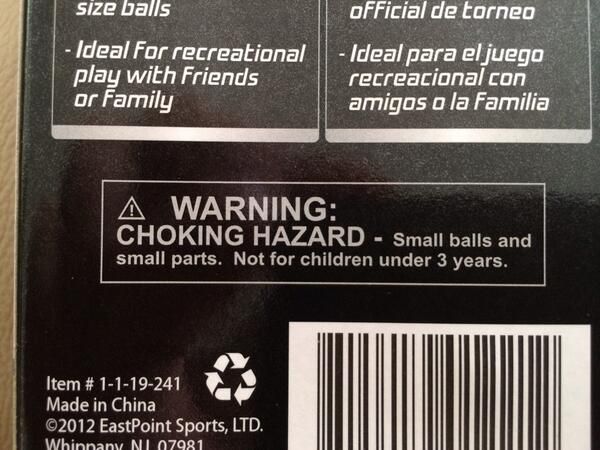 size balls
- Ideal for recreational
play with friends
or family
official de torneo
- Ideal para el juego
recreacional con
amigos o la familia
⚠ WARNING:
CHOKING HAZARD - Small balls and
small parts. Not for children under 3 years.
Item # 1-1-19-241
Made in China
©2012 EastPoint Sports, LTD.
Whippany, NJ 07981